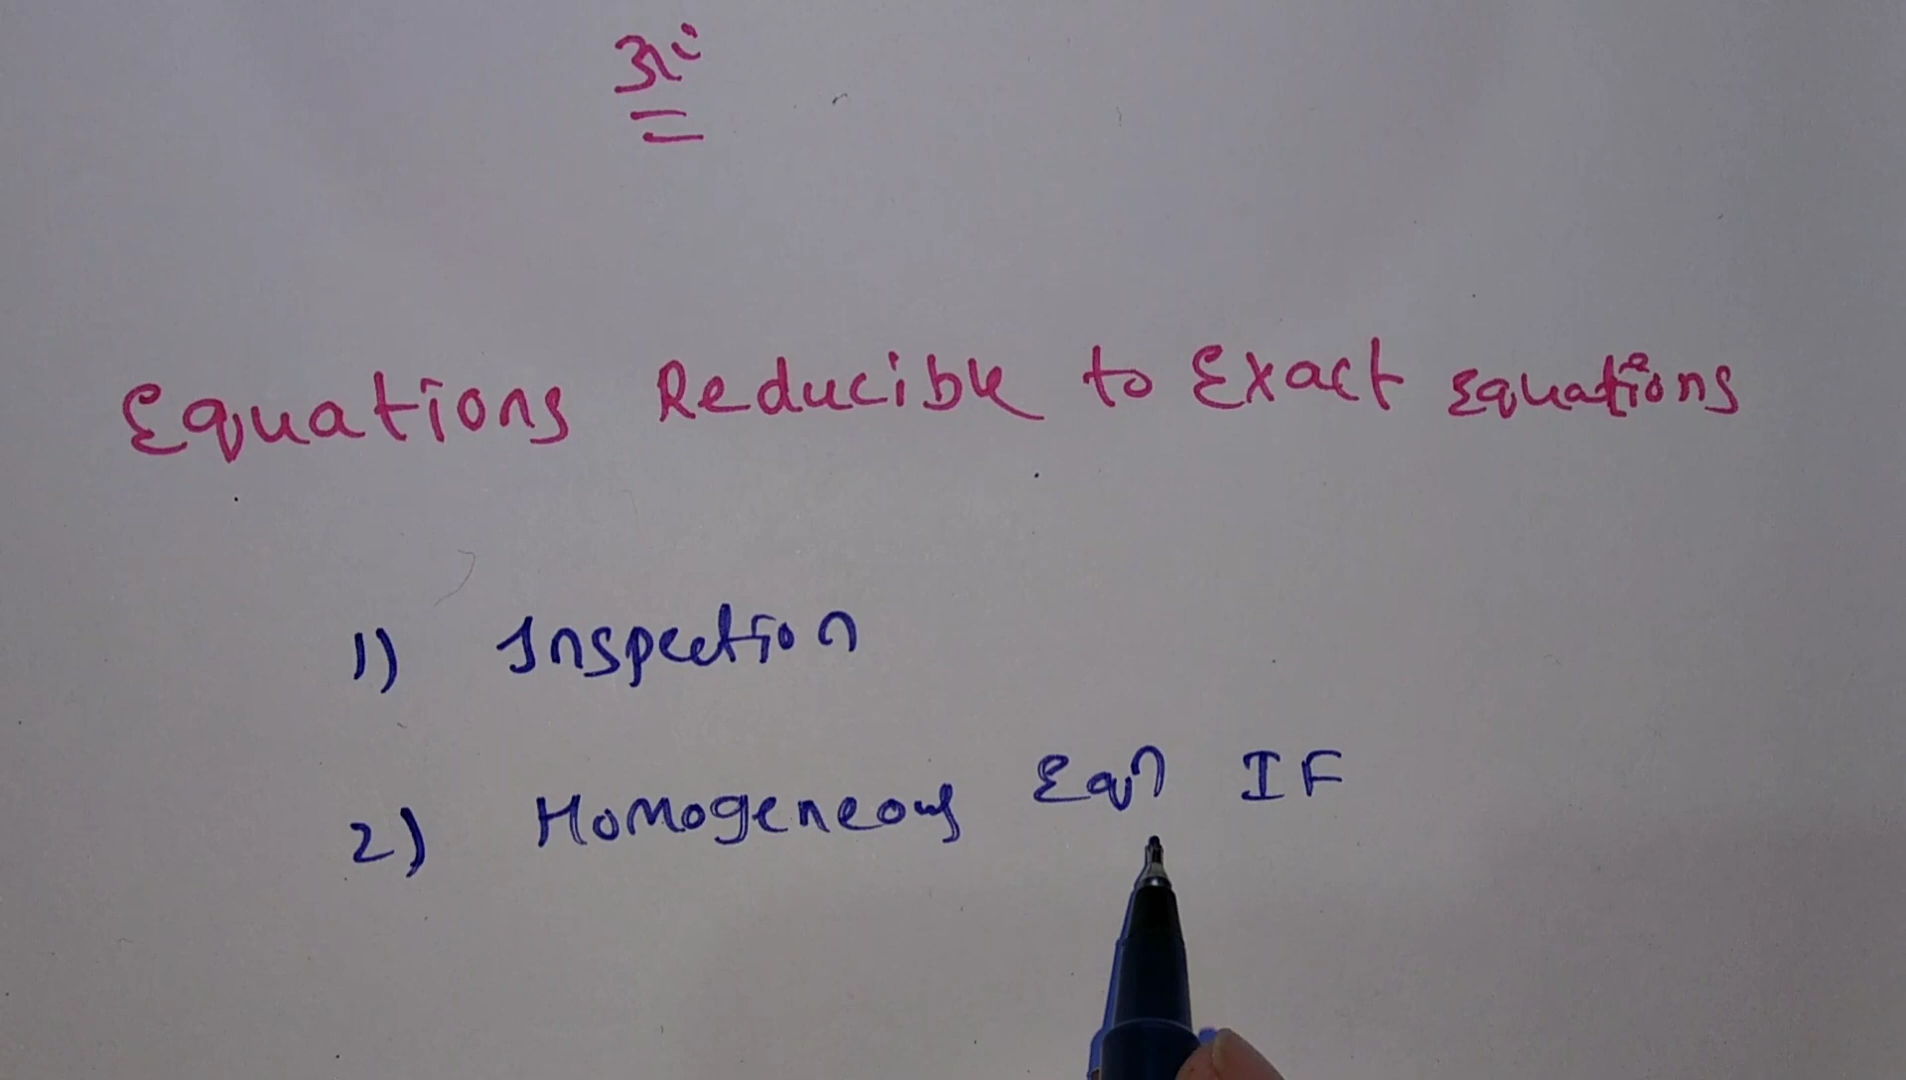 Equations Reducible to Exact Equations
1) Inspection
2) Homogeneous Eqn IF